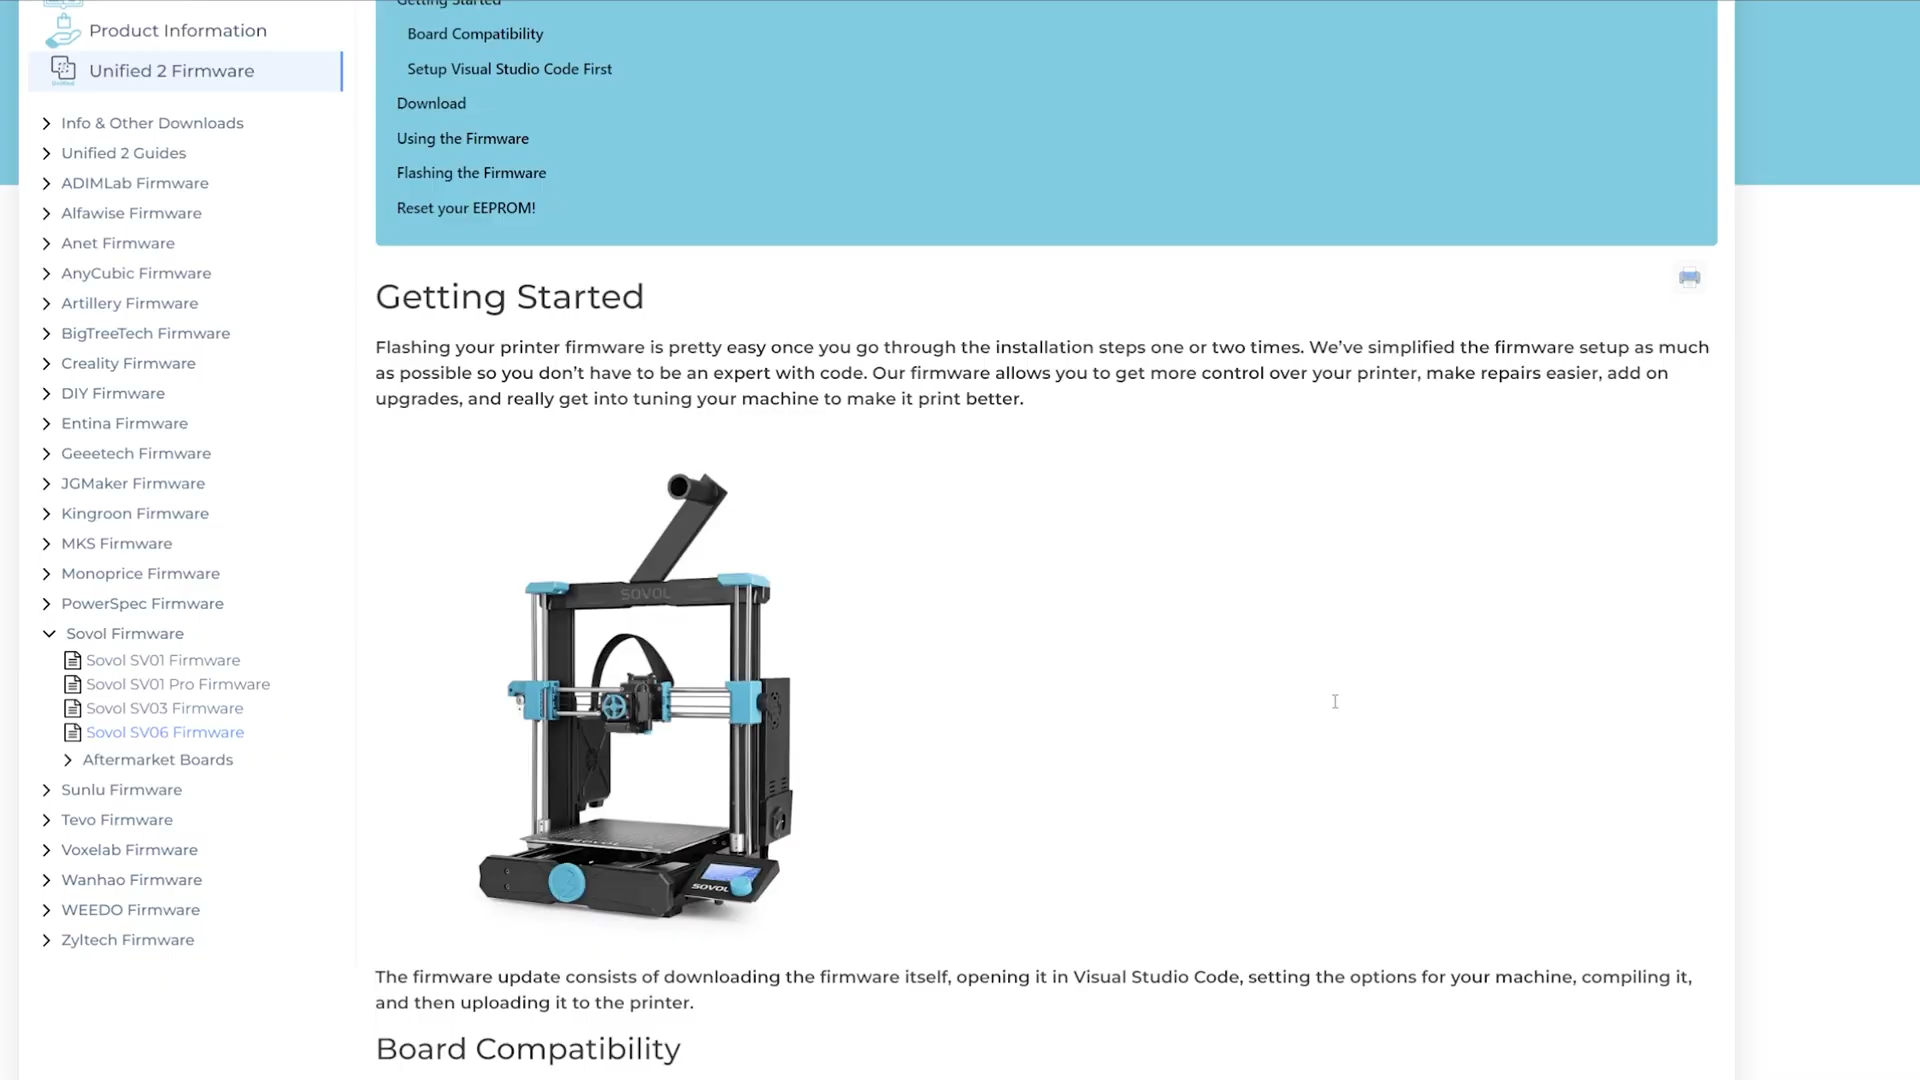 Product Information
Unified 2 Firmware
Info & Other Downloads
Unified 2 Guides
ADIMLab Firmware
Alfawise Firmware
Anet Firmware
AnyCubic Firmware
Artillery Firmware
BigTreeTech Firmware
Creality Firmware
DIY Firmware
Entina Firmware
Geeetech Firmware
JGMaker Firmware
Kingroon Firmware
MKS Firmware
Monoprice Firmware
PowerSpec Firmware
Sovol Firmware
Sovol SV01 Firmware
Sovol SV01 Pro Firmware
Sovol SV03 Firmware
Sovol SV06 Firmware
Aftermarket Boards
Sunlu Firmware
Tevo Firmware
Voxelab Firmware
Wanhao Firmware
WEEDO Firmware
Zyltech Firmware
Getting Started
Board Compatibility
Setup Visual Studio Code First
Download
Using the Firmware
Flashing the Firmware
Reset your EEPROM!
Getting Started
Flashing your printer firmware is pretty easy once you go through the installation steps one or two times. We’ve simplified the firmware setup as much
as possible so you don’t have to be an expert with code. Our firmware allows you to get more control over your printer, make repairs easier, add on
upgrades, and really get into tuning your machine to make it print better.
SOVOL
SOVOL
SOVOL
The firmware update consists of downloading the firmware itself, opening it in Visual Studio Code, setting the options for your machine, compiling it,
and then uploading it to the printer.
Board Compatibility